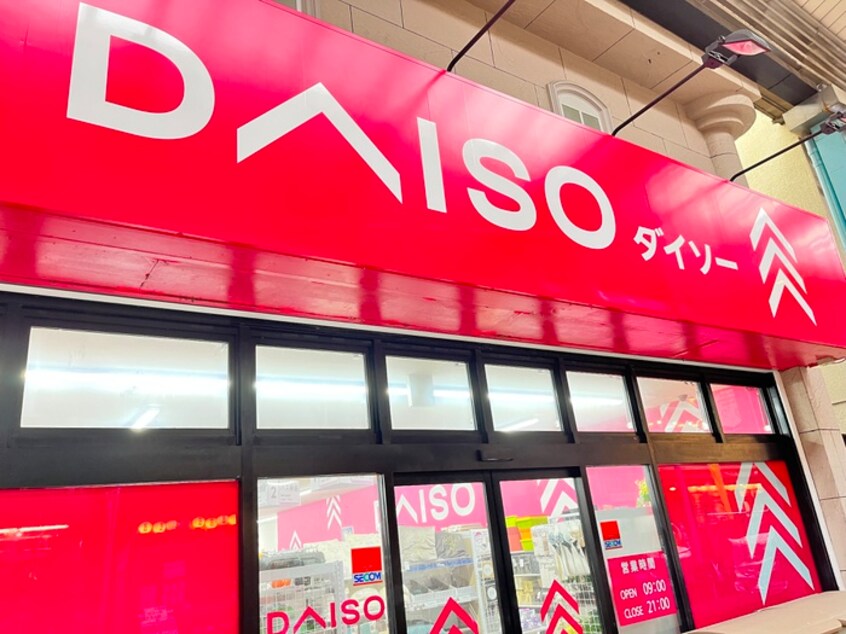 DAISO
ダイソー
2
DAISO
SECOM
SECOM
営業時間
OPEN 09:00
CLOSE 21:00
DAISO